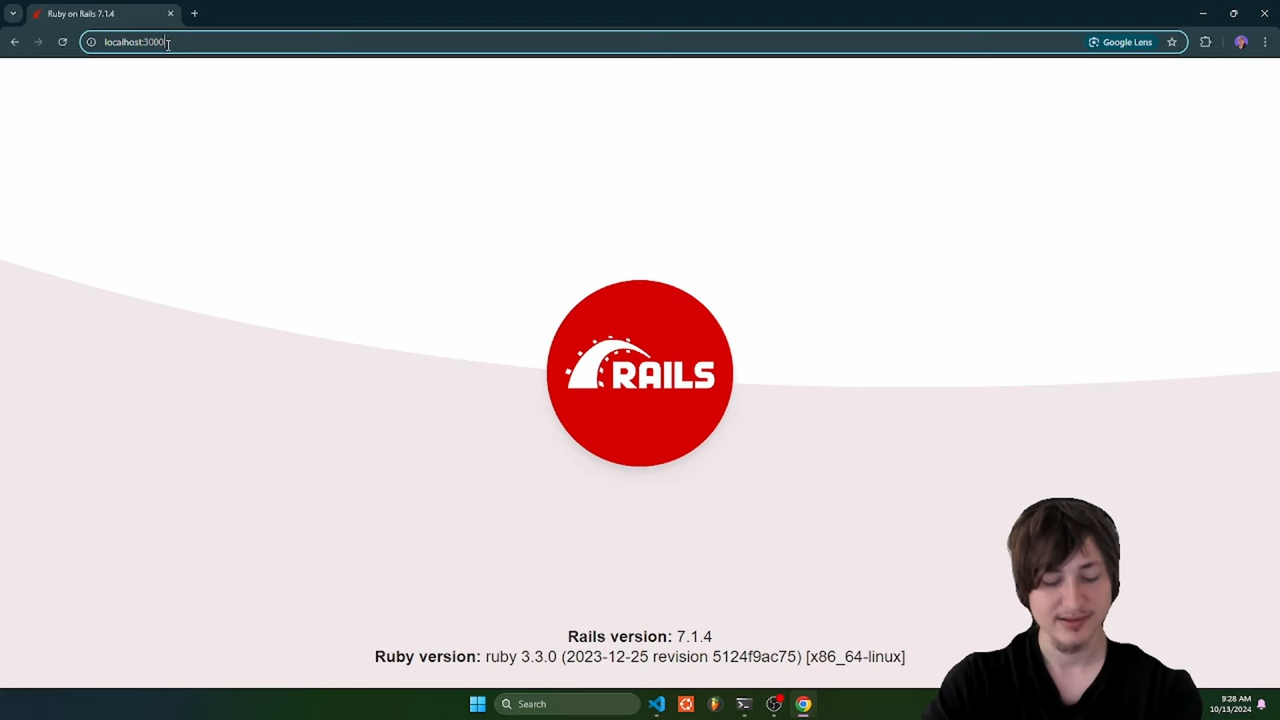 Ruby on Rails 7.1.4
localhost:3000
Google Lens
RAILS
Rails version: 7.1.4
Ruby version: ruby 3.3.0 (2023-12-25 revision 5124f9ac75) [x86_64-linux]
Search
9:28 AM
10/13/2024